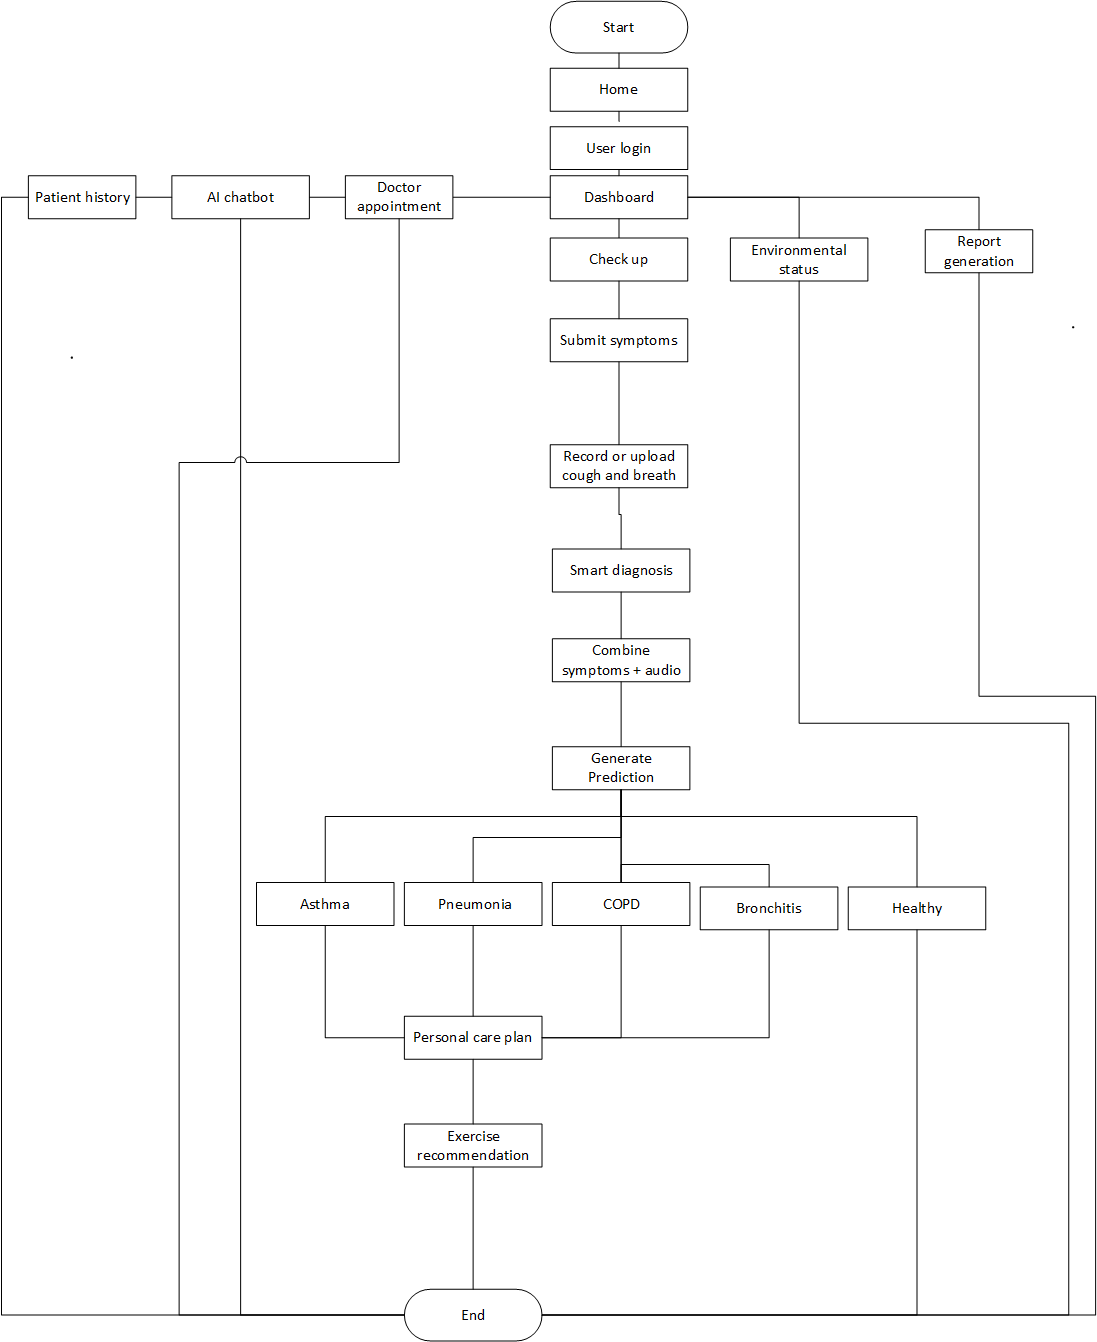 Start
Home
User login
Patient history
AI chatbot
Doctor
appointment
Dashboard
Check up
Environmental
status
Report
generation
Submit symptoms
Record or upload
cough and breath
Smart diagnosis
Combine
symptoms + audio
Generate
Prediction
Asthma
Pneumonia
COPD
Bronchitis
Healthy
Personal care plan
Exercise
recommendation
End